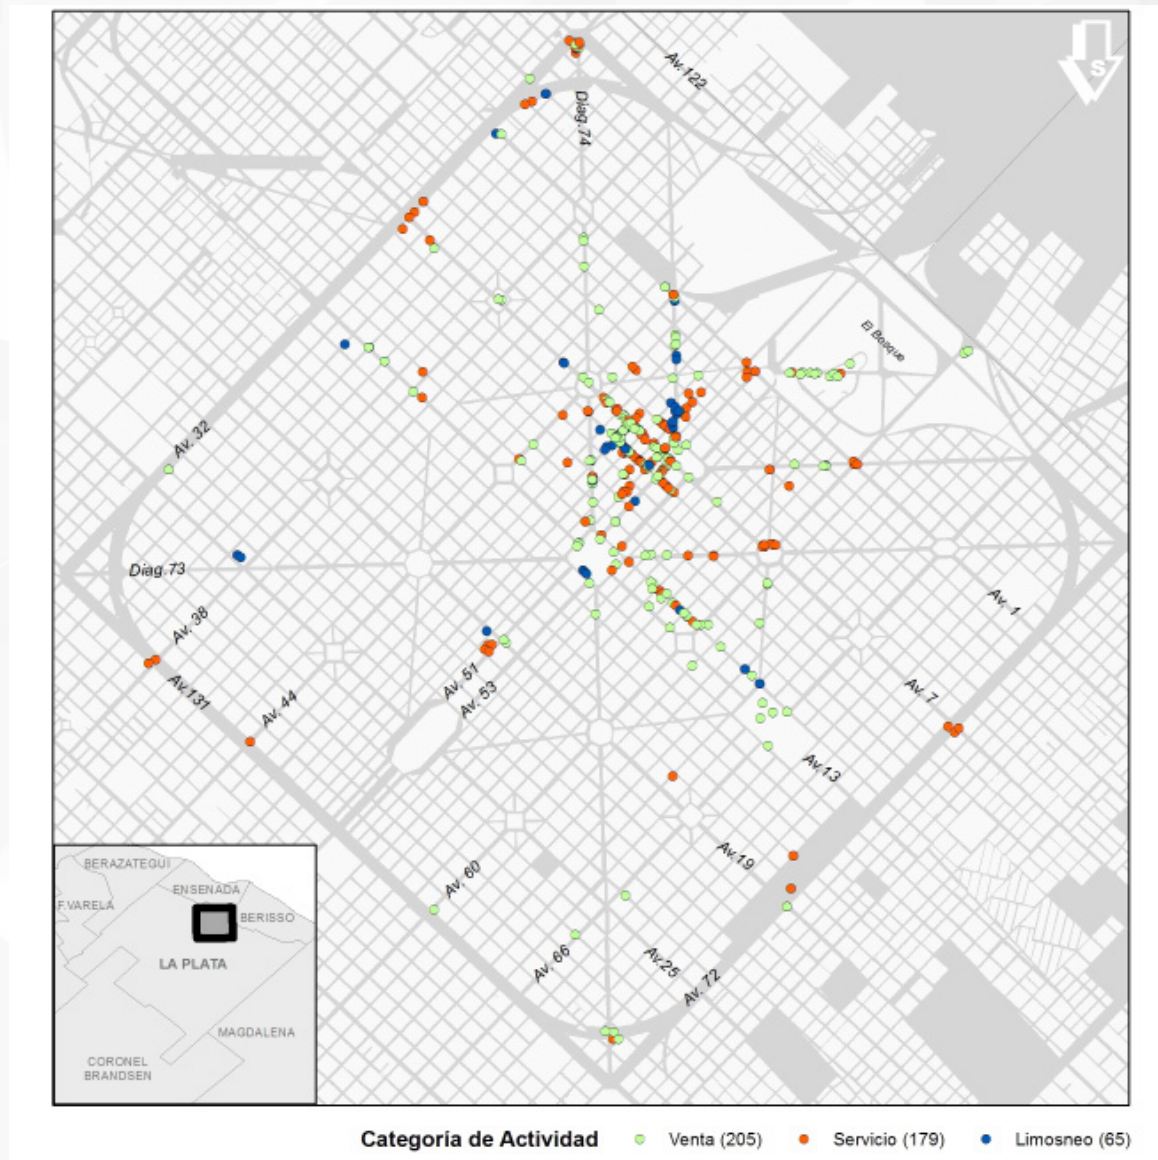 Av.122
S
Diag.74
El Bosque
Av. 32
Diag.73
Av. 38
Av.131
Av. 44
Av. 51
Av. 53
Av. 1
Av. 7
Av.13
Av.19
Av. 60
Av. 66
Av.25
Av. 72
BERAZATEGUI
ENSENADA
F.VARELA
BERISSO
LA PLATA
MAGDALENA
CORONEL
BRANDSEN
Categoría de Actividad Venta (205) Servicio (179) Limosneo (65)